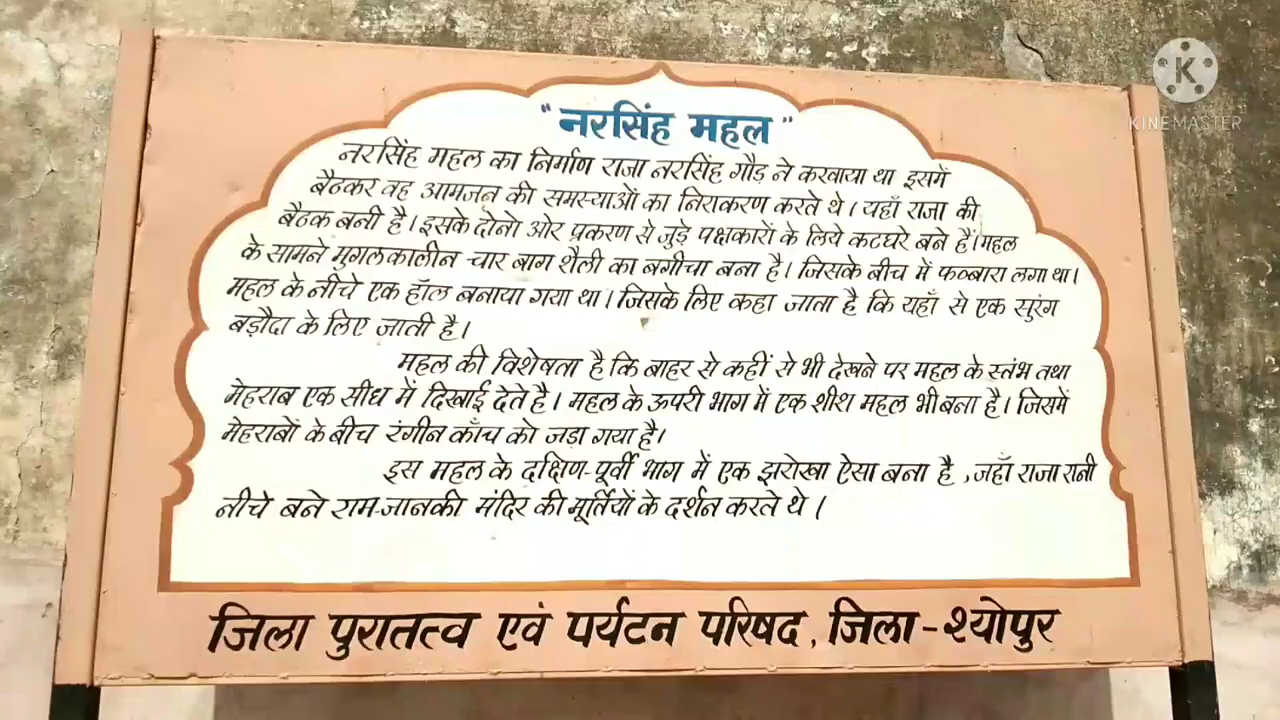 "नरसिंह महल"
नरसिंह महल का निर्माण राजा नरसिंह गौड़ ने करवाया था इसमें
बैठकर वह आमजन की समस्याओं का निराकरण करते थे। यहाँ राजा की
बैठक बनी है। इसके दोनो ओर प्रकरण से जुड़े पक्षकारों के लिये कटघरे बने हैं। महल
के सामने मुगलकालीन चार बाग शैली का बगीचा बना है। जिसके बीच में फव्बारा लगा था।
महल के नीचे एक हॉल बनाया गया था। जिसके लिए कहा जाता है कि यहाँ से एक सुरंग
बड़ौदा के लिए जाती है।
महल की विशेषता है कि बाहर से कहीं से भी देखने पर महल के स्तंभ तथा
मेहराब एक सीध में दिखाई देते है। महल के ऊपरी भाग में एक शीश महल भी बना है। जिसमें
मेहराबों के बीच रंगीन काँच को जड़ा गया है।
इस महल के दक्षिण-पूर्वी भाग में एक झरोखा ऐसा बना है, जहाँ राजा रानी
नीचे बने राम-जानकी मंदिर की मूर्तियों के दर्शन करते थे।
जिला पुरातत्व एवं पर्यटन परिषद, जिला-श्योपुर
K
KINEMASTER